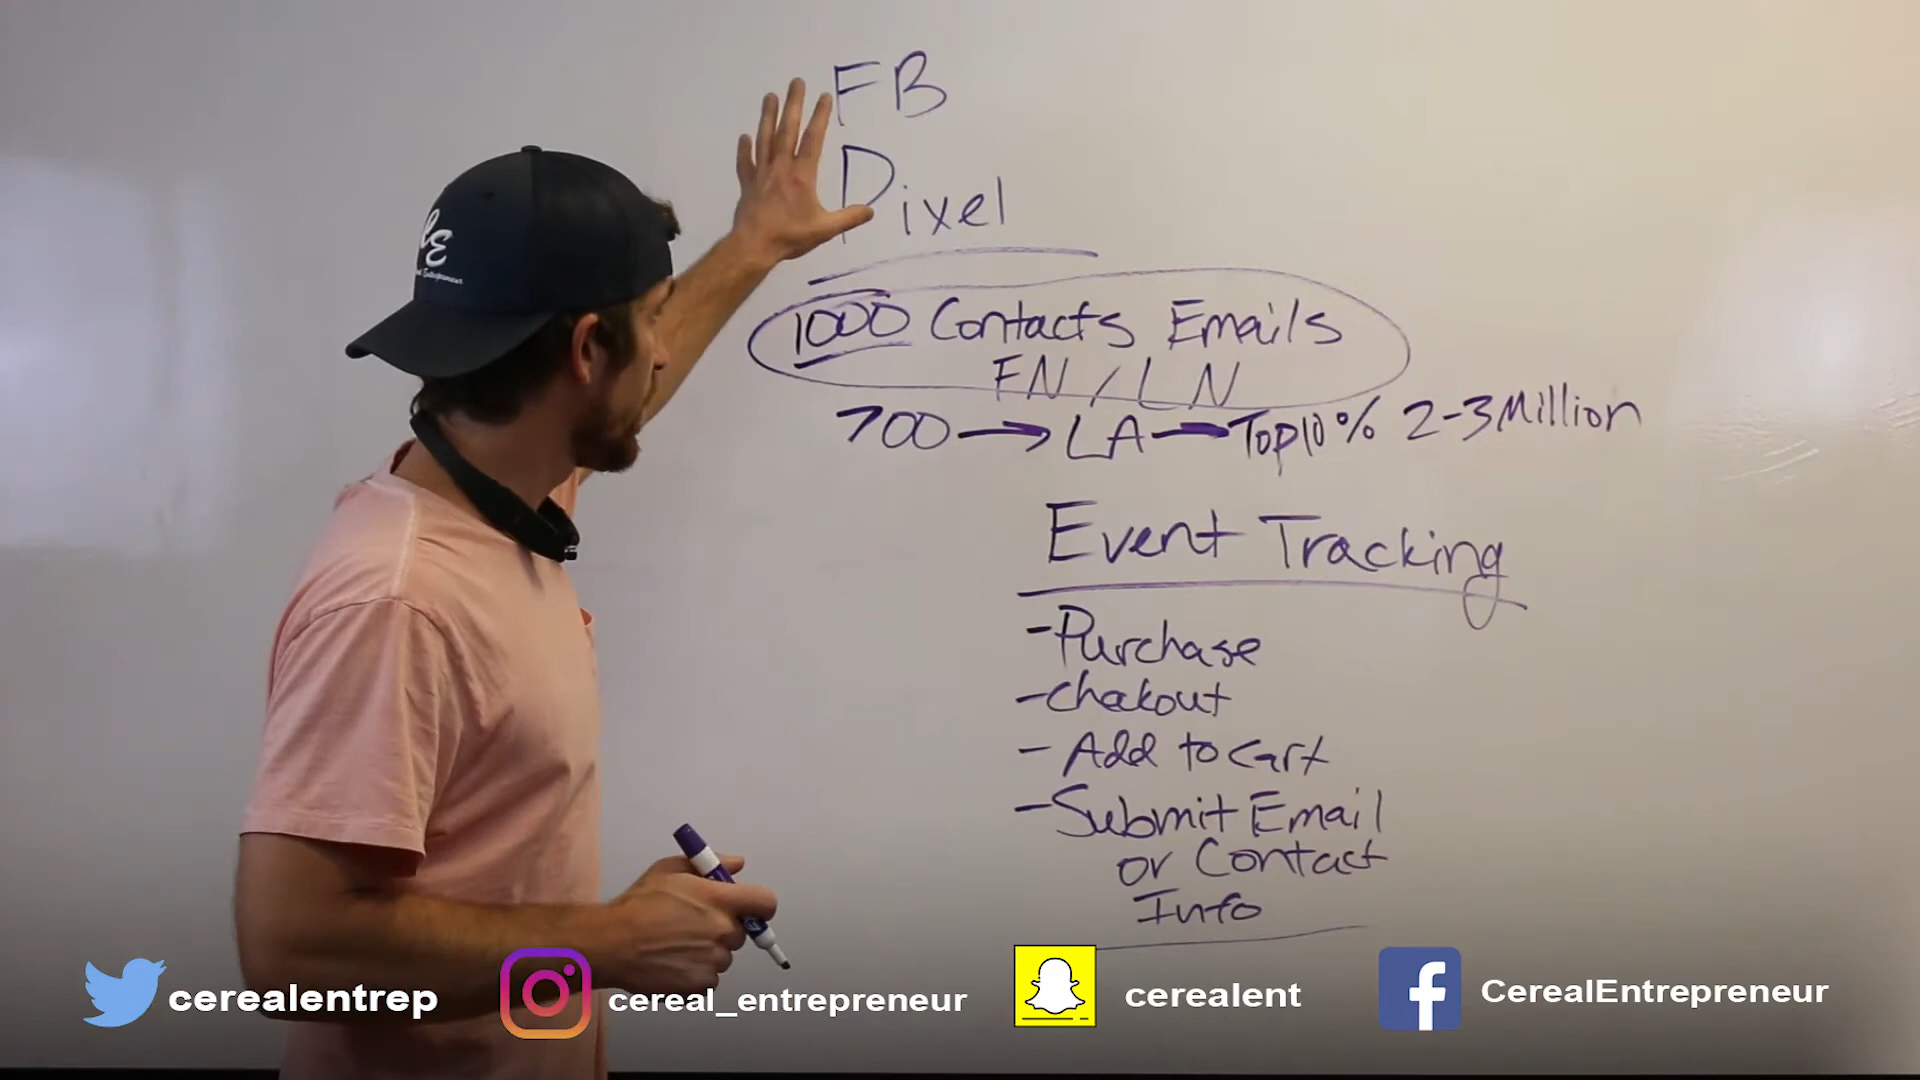 FB
Pixel
1000 Contacts Emails
FN/LN
700 → LA → Top 10% 2-3 Million
Event Tracking
- Purchase
- Chekout
- Add to Cart
- Submit Email
or Contact
Info
cerealentrep
cereal_entrepreneur
cerealent
CerealEntrepreneur